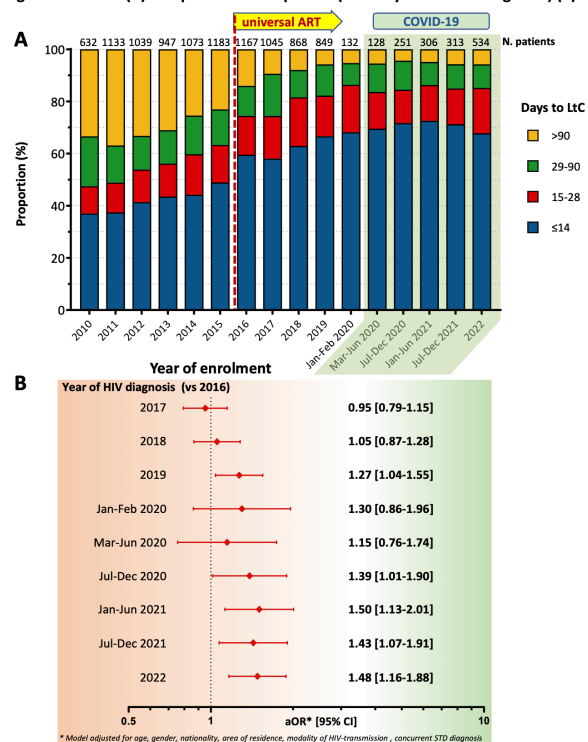 universal ART
COVID-19
A
632 1133 1039 947 1073 1183 1167 1045 868 849 132 128 251 306 313 534 N. patients
100
80
60
40
20
0
Proportion (%)
Days to LtC
>90
29-90
15-28
≤14
2010 2011 2012 2013 2014 2015 2016 2017 2018 2019 Jan-Feb 2020 Mar-Jun 2020 Jul-Dec 2020 Jan-Jun 2021 Jul-Dec 2021 2022
Year of enrolment
B
Year of HIV diagnosis (vs 2016)
2017 0.95 [0.79-1.15]
2018 1.05 [0.87-1.28]
2019 1.27 [1.04-1.55]
Jan-Feb 2020 1.30 [0.86-1.96]
Mar-Jun 2020 1.15 [0.76-1.74]
Jul-Dec 2020 1.39 [1.01-1.90]
Jan-Jun 2021 1.50 [1.13-2.01]
Jul-Dec 2021 1.43 [1.07-1.91]
2022 1.48 [1.16-1.88]
0.5 1 10
aOR* [95% CI]
* Model adjusted for age, gender, nationality, area of residence, modality of HIV-transmission , concurrent STD diagnosis